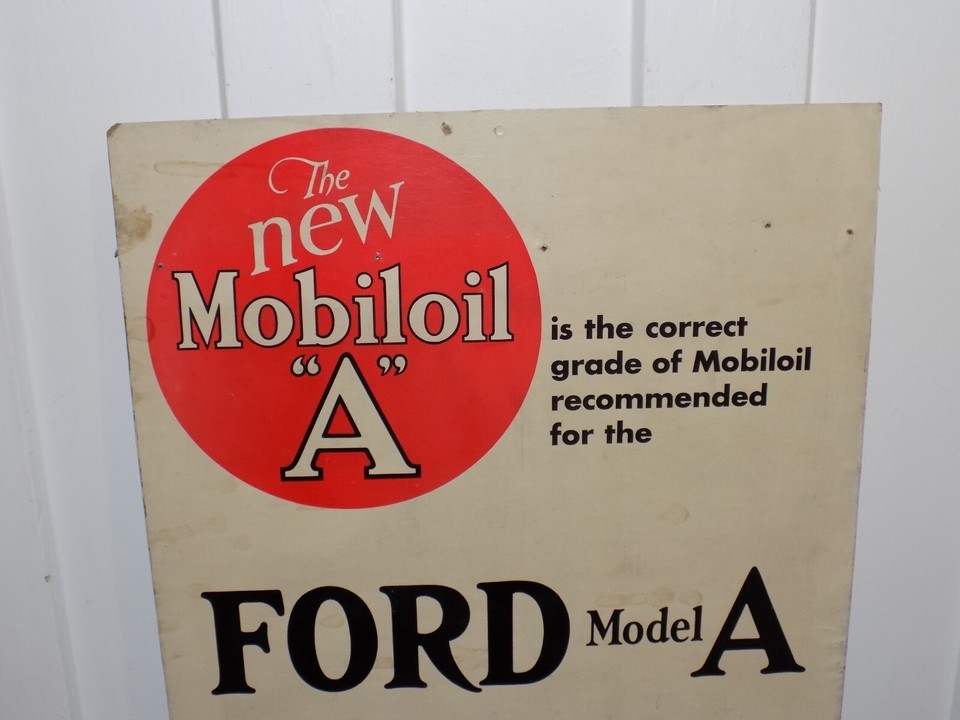 The
new
Mobiloil
“A”
is the correct
grade of Mobiloil
recommended
for the
FORD Model A